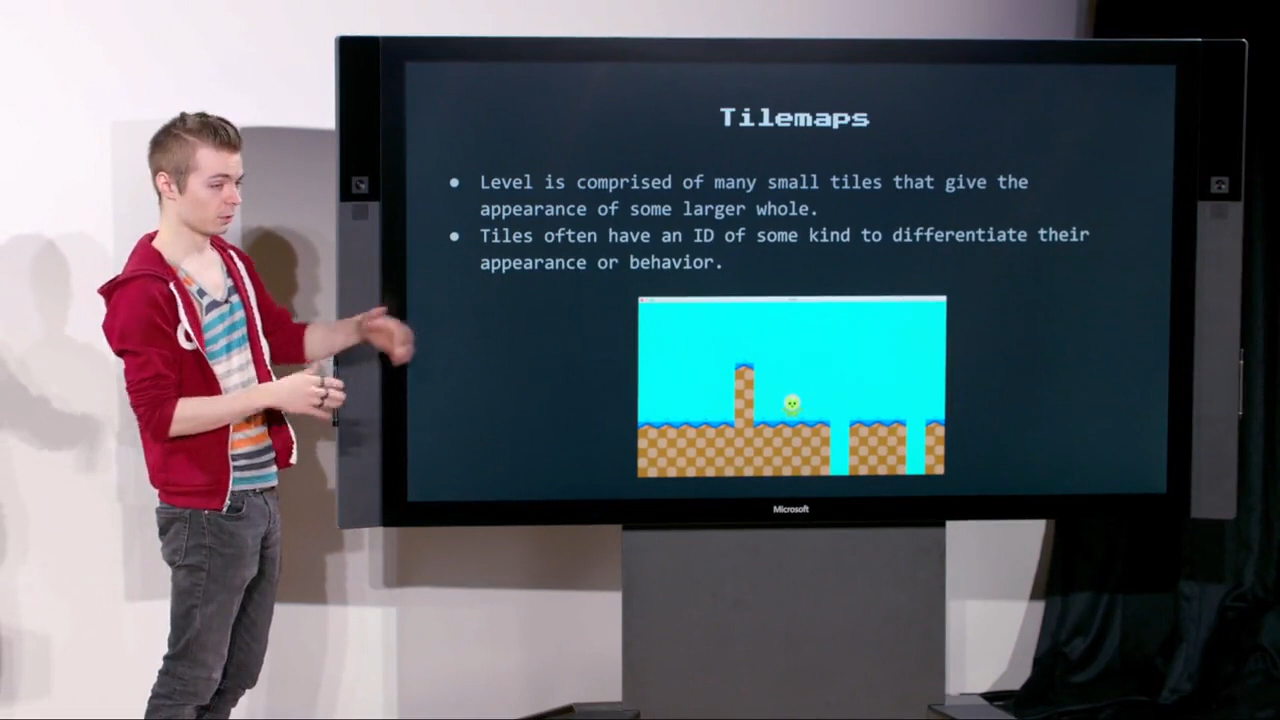 Tilemaps
● Level is comprised of many small tiles that give the
appearance of some larger whole.
● Tiles often have an ID of some kind to differentiate their
appearance or behavior.
Microsoft